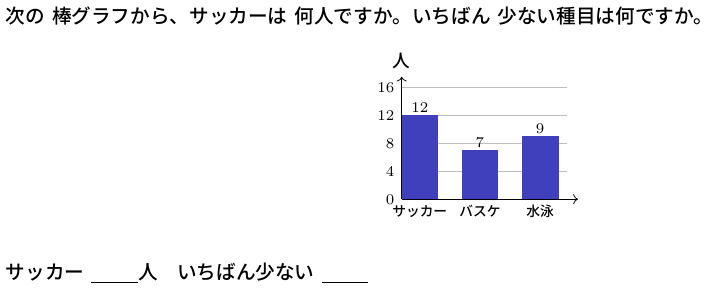 次の 棒グラフから、サッカーは 何人ですか。いちばん 少ない種目は何ですか。
人
16
12
8
4
0
12
7
9
サッカー バスケ 水泳
サッカー _____人 いちばん少ない _____